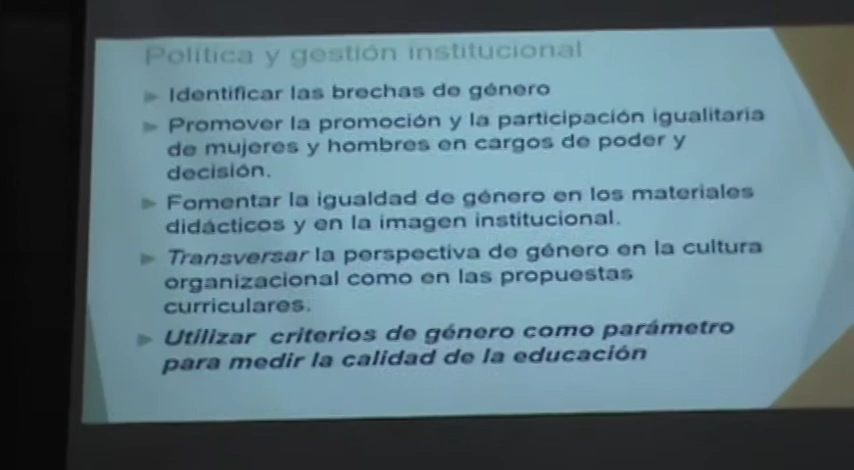 Política y gestión institucional
Identificar las brechas de género
Promover la promoción y la participación igualitaria
de mujeres y hombres en cargos de poder y
decisión.
Fomentar la igualdad de género en los materiales
didácticos y en la imagen institucional.
Transversar la perspectiva de género en la cultura
organizacional como en las propuestas
curriculares.
Utilizar criterios de género como parámetro
para medir la calidad de la educación